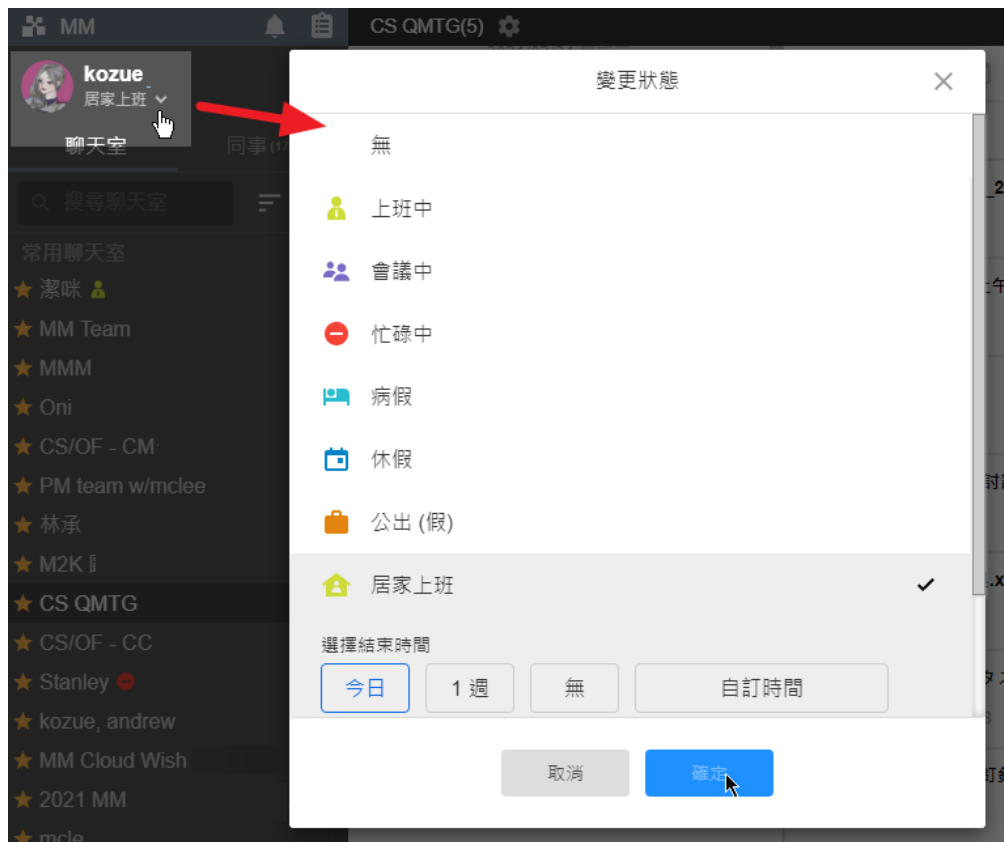 MM
CS QMTG(5)
kozue_
居家上班
聊天室
同事
搜尋聊天室
常用聊天室
潔咪
MM Team
MMM
Oni
CS/OF - CM
PM team w/mclee
林承
M2K
CS QMTG
CS/OF - CC
Stanley
kozue, andrew
MM Cloud Wish
2021 MM
mcle
變更狀態
無
上班中
會議中
忙碌中
病假
休假
公出 (假)
居家上班
選擇結束時間
今日
1 週
無
自訂時間
取消
確定